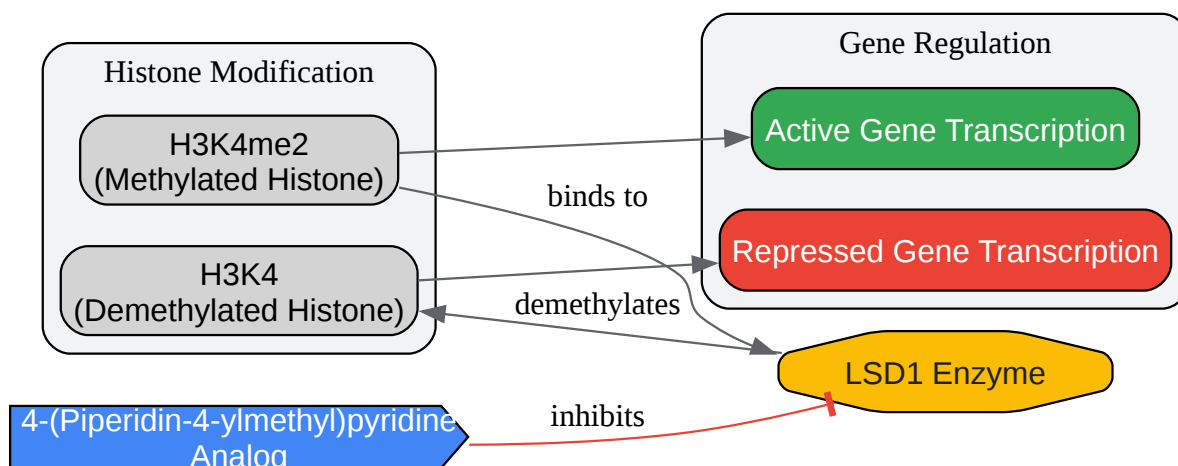 Histone Modification
H3K4me2
(Methylated Histone)
H3K4
(Demethylated Histone)
Gene Regulation
Active Gene Transcription
Repressed Gene Transcription
binds to
demethylates
LSD1 Enzyme
4-(Piperidin-4-ylmethyl)pyridine
Analog
inhibits